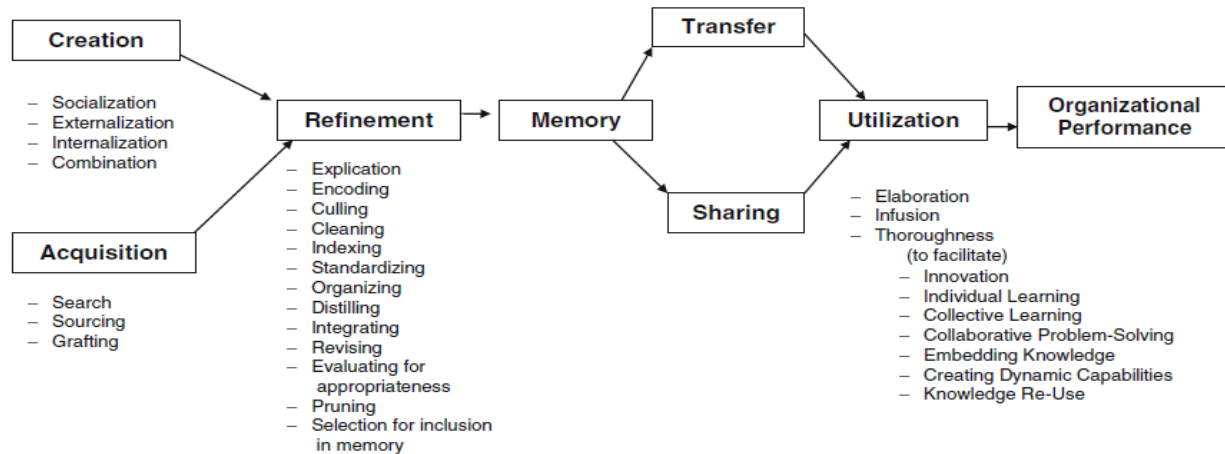 Creation
– Socialization
– Externalization
– Internalization
– Combination
Acquisition
– Search
– Sourcing
– Grafting
Refinement
– Explication
– Encoding
– Culling
– Cleaning
– Indexing
– Standardizing
– Organizing
– Distilling
– Integrating
– Revising
– Evaluating for
appropriateness
– Pruning
– Selection for inclusion
in memory
Memory
Transfer
Sharing
Utilization
– Elaboration
– Infusion
– Thoroughness
(to facilitate)
– Innovation
– Individual Learning
– Collective Learning
– Collaborative Problem-Solving
– Embedding Knowledge
– Creating Dynamic Capabilities
– Knowledge Re-Use
Organizational
Performance